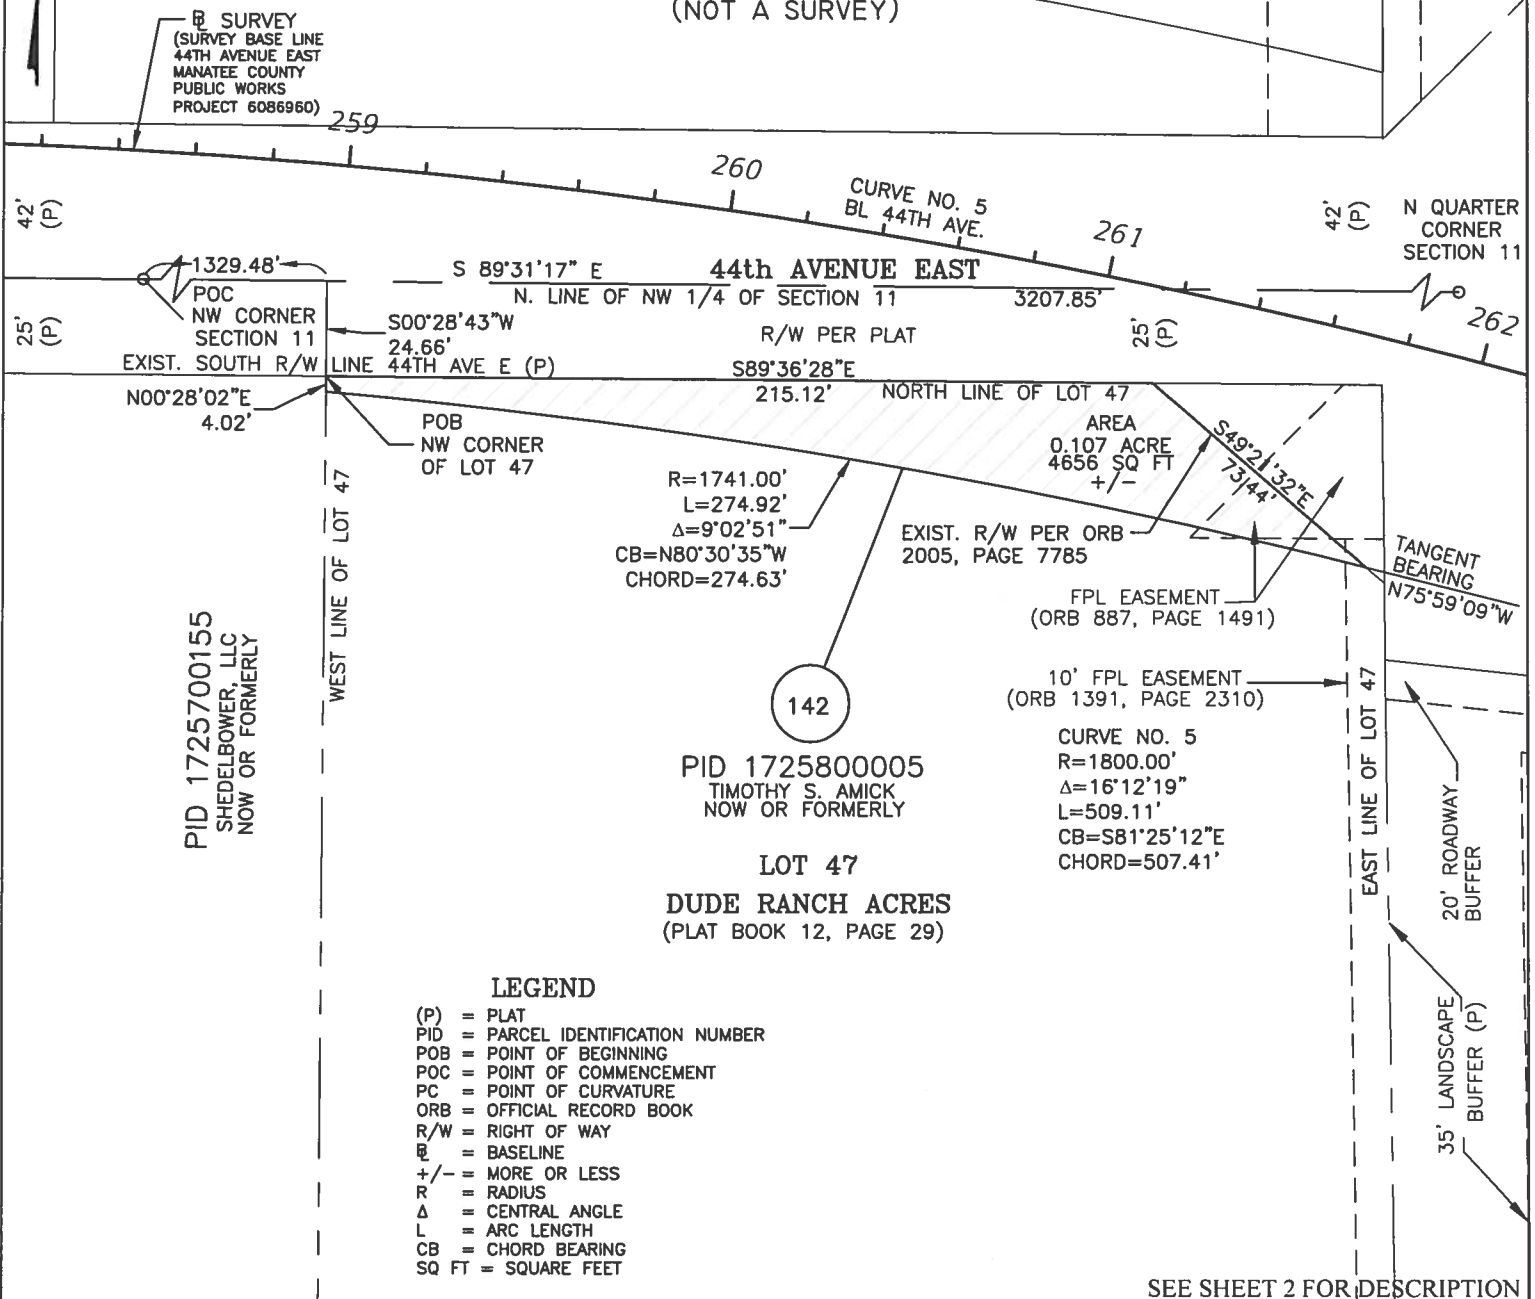 (NOT A SURVEY)
B̲L SURVEY
(SURVEY BASE LINE
44TH AVENUE EAST
MANATEE COUNTY
PUBLIC WORKS
PROJECT 6086960)
259
260
261
262
CURVE NO. 5
BL 44TH AVE.
42'
(P)
42'
(P)
N QUARTER
CORNER
SECTION 11
1329.48'
S 89°31'17" E
44th AVENUE EAST
N. LINE OF NW 1/4 OF SECTION 11
3207.85'
POC
NW CORNER
SECTION 11
25'
(P)
S00°28'43"W
24.66'
R/W PER PLAT
25'
(P)
EXIST. SOUTH R/W LINE 44TH AVE E (P)
S89°36'28"E
215.12'
NORTH LINE OF LOT 47
N00°28'02"E
4.02'
POB
NW CORNER
OF LOT 47
AREA
0.107 ACRE
4656 SQ FT
+/-
S49°21'32"E
73.44'
R=1741.00'
L=274.92'
Δ=9°02'51"
CB=N80°30'35"W
CHORD=274.63'
EXIST. R/W PER ORB
2005, PAGE 7785
TANGENT
BEARING
N75°59'09"W
FPL EASEMENT
(ORB 887, PAGE 1491)
WEST LINE OF LOT 47
PID 1725700155
SHEDELBOWER, LLC
NOW OR FORMERLY
142
10' FPL EASEMENT
(ORB 1391, PAGE 2310)
PID 1725800005
TIMOTHY S. AMICK
NOW OR FORMERLY
CURVE NO. 5
R=1800.00'
Δ=16°12'19"
L=509.11'
CB=S81°25'12"E
CHORD=507.41'
EAST LINE OF LOT 47
20' ROADWAY
BUFFER
LOT 47
DUDE RANCH ACRES
(PLAT BOOK 12, PAGE 29)
35' LANDSCAPE
BUFFER (P)
LEGEND
(P) = PLAT
PID = PARCEL IDENTIFICATION NUMBER
POB = POINT OF BEGINNING
POC = POINT OF COMMENCEMENT
PC = POINT OF CURVATURE
ORB = OFFICIAL RECORD BOOK
R/W = RIGHT OF WAY
BL = BASELINE
+/- = MORE OR LESS
R = RADIUS
Δ = CENTRAL ANGLE
L = ARC LENGTH
CB = CHORD BEARING
SQ FT = SQUARE FEET
SEE SHEET 2 FOR DESCRIPTION